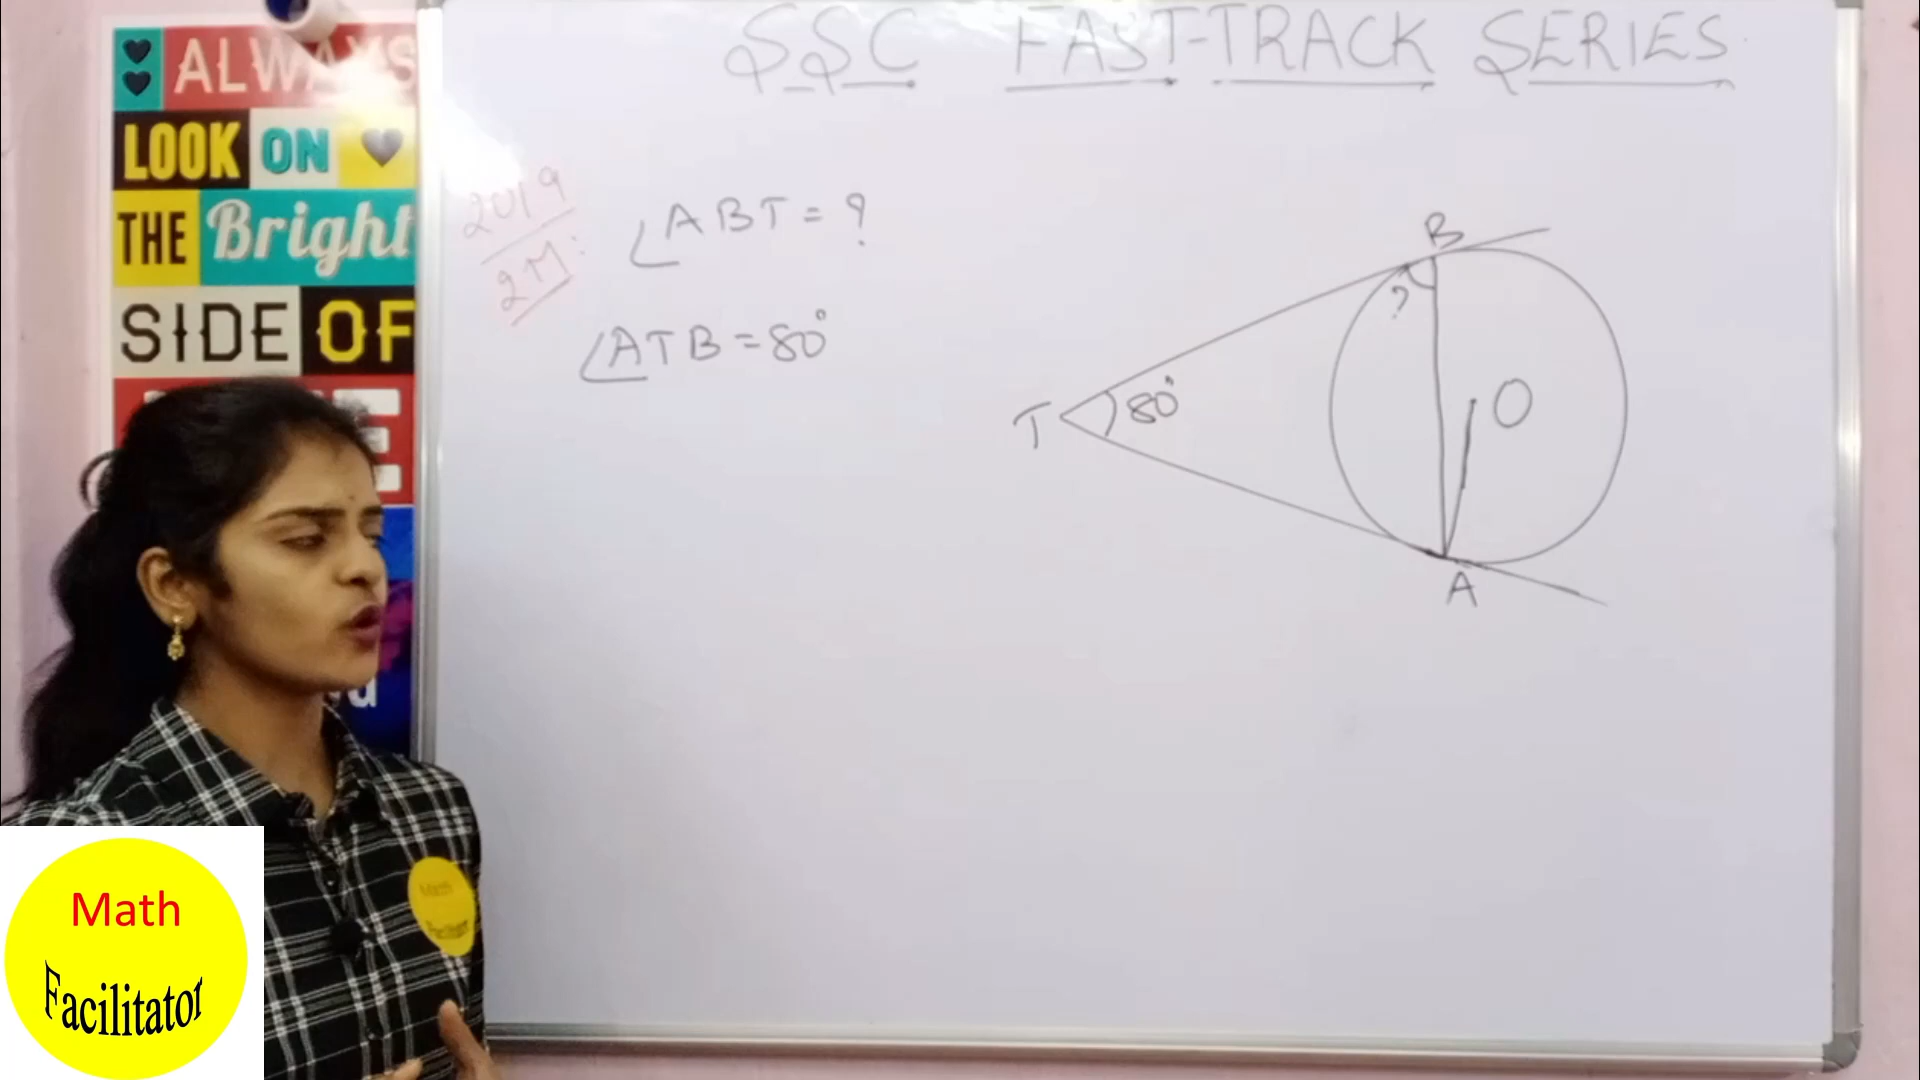 SSC FAST-TRACK SERIES
ALWAYS
LOOK ON
THE Bright
SIDE OF
2019
2M:
∠ABT = ?
∠ATB = 80°
B
?
T
80°
O
A
Math
Facilitator